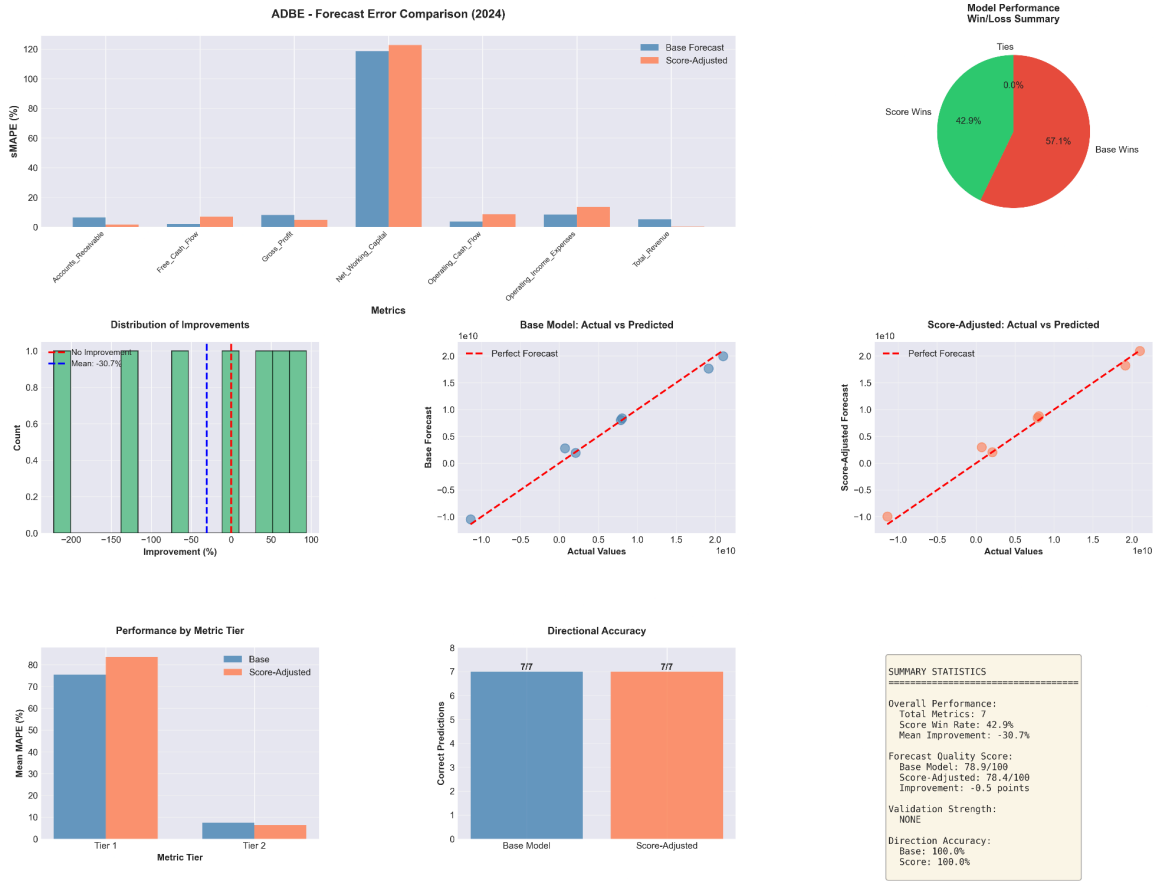 ADBE - Forecast Error Comparison (2024)
sMAPE (%)
120
100
80
60
40
20
0
Base Forecast
Score-Adjusted
Accounts_Receivable
Free_Cash_Flow
Gross_Profit
Net_Working_Capital
Operating_Cash_Flow
Operating_Income_Expenses
Total_Revenue
Metrics
Model Performance
Win/Loss Summary
Ties
0.0%
Score Wins
42.9%
57.1%
Base Wins
Distribution of Improvements
Count
1.0
0.8
0.6
0.4
0.2
0.0
No Improvement
Mean: -30.7%
−200
−150
−100
−50
0
50
100
Improvement (%)
Base Model: Actual vs Predicted
1e10
Base Forecast
2.0
1.5
1.0
0.5
0.0
−0.5
−1.0
Perfect Forecast
−1.0
−0.5
0.0
0.5
1.0
1.5
2.0
Actual Values
1e10
Score-Adjusted: Actual vs Predicted
1e10
Score-Adjusted Forecast
2.0
1.5
1.0
0.5
0.0
−0.5
−1.0
Perfect Forecast
−1.0
−0.5
0.0
0.5
1.0
1.5
2.0
Actual Values
1e10
Performance by Metric Tier
Mean MAPE (%)
80
70
60
50
40
30
20
10
0
Base
Score-Adjusted
Tier 1
Tier 2
Metric Tier
Directional Accuracy
Correct Predictions
8
7
6
5
4
3
2
1
0
7/7
7/7
Base Model
Score-Adjusted
SUMMARY STATISTICS
===================================
Overall Performance:
Total Metrics: 7
Score Win Rate: 42.9%
Mean Improvement: -30.7%
Forecast Quality Score:
Base Model: 78.9/100
Score-Adjusted: 78.4/100
Improvement: -0.5 points
Validation Strength:
NONE
Direction Accuracy:
Base: 100.0%
Score: 100.0%